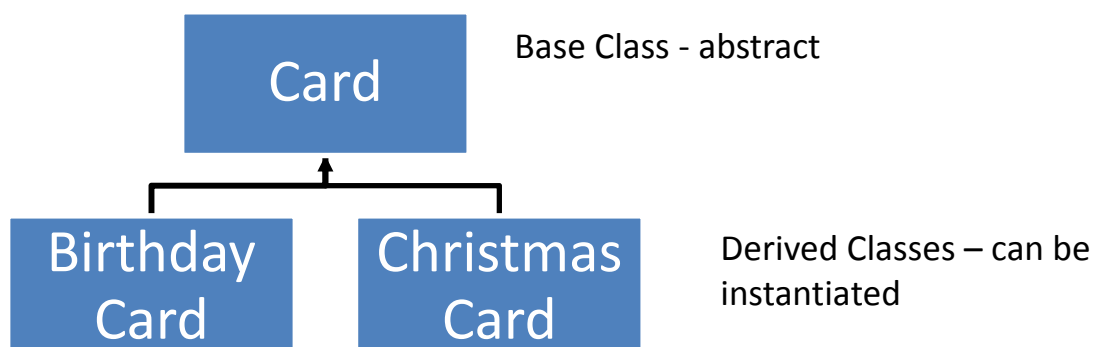 Card
Base Class - abstract
Birthday
Card
Christmas
Card
Derived Classes – can be
instantiated